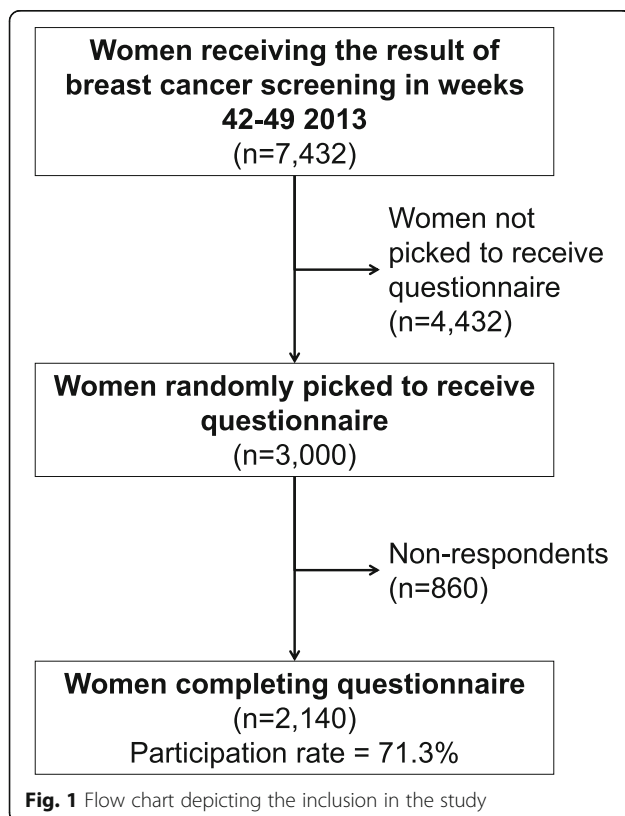 Women receiving the result of
breast cancer screening in weeks
42-49 2013
(n=7,432)
Women not
picked to receive
questionnaire
(n=4,432)
Women randomly picked to receive
questionnaire
(n=3,000)
Non-respondents
(n=860)
Women completing questionnaire
(n=2,140)
Participation rate = 71.3%
Fig. 1 Flow chart depicting the inclusion in the study